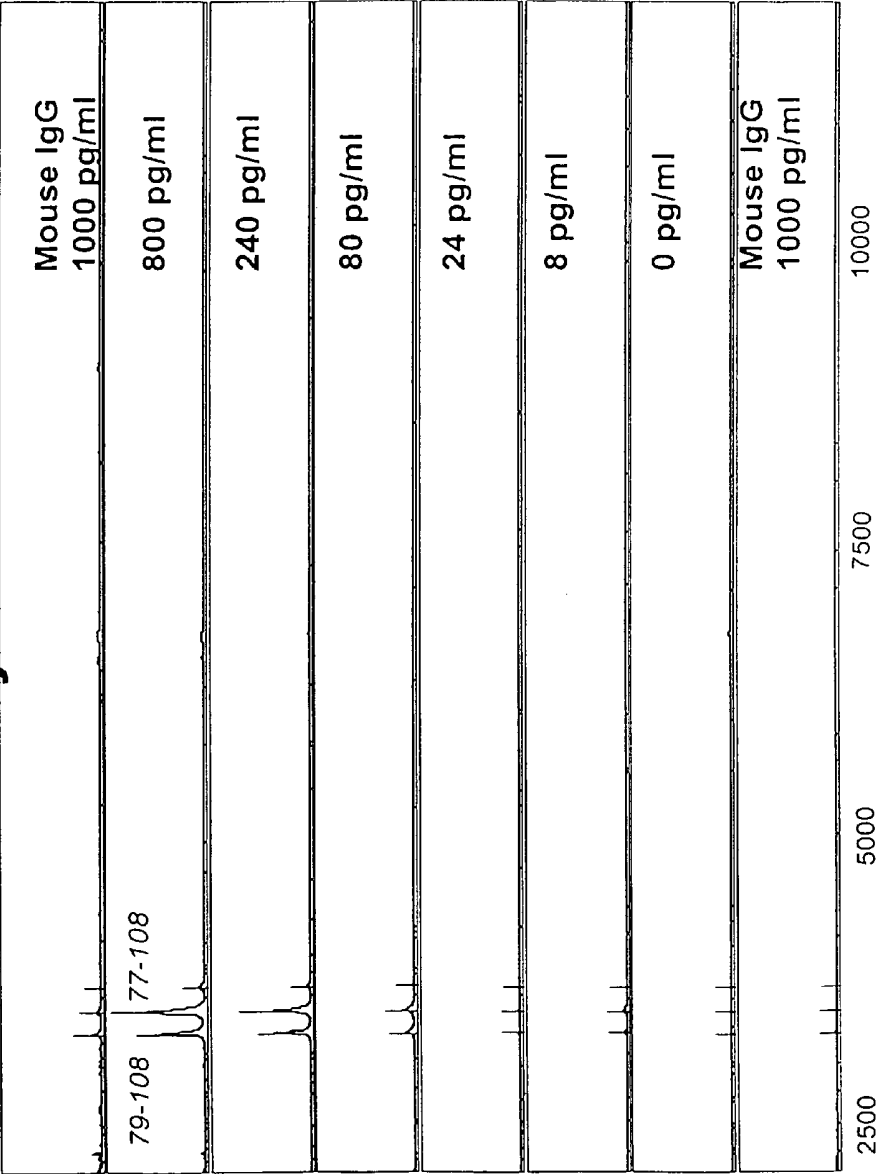 Mouse IgG
1000 pg/ml
79-108
77-108
800 pg/ml
240 pg/ml
80 pg/ml
24 pg/ml
8 pg/ml
0 pg/ml
Mouse IgG
1000 pg/ml
2500
5000
7500
10000